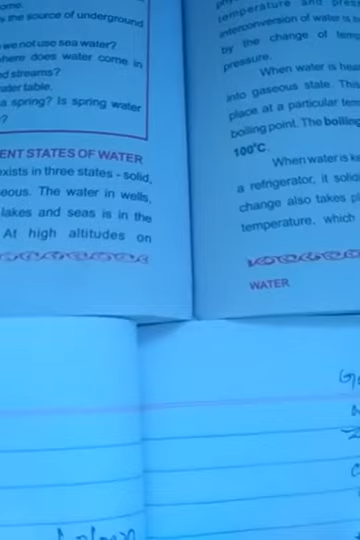 ome.
s the source of underground
we not use sea water?
here does water come in
d streams?
ater table.
a spring? Is spring water
?
ENT STATES OF WATER
exists in three states - solid,
eous. The water in wells,
lakes and seas is in the
At high altitudes on
temperature and pres
interconversion of water is
by the change of temp
pressure.
When water is hea
into gaseous state. This
place at a particular tem
boiling point. The boiling
100°C.
When water is ke
a refrigerator, it solid
change also takes pl
temperature, which
WATER